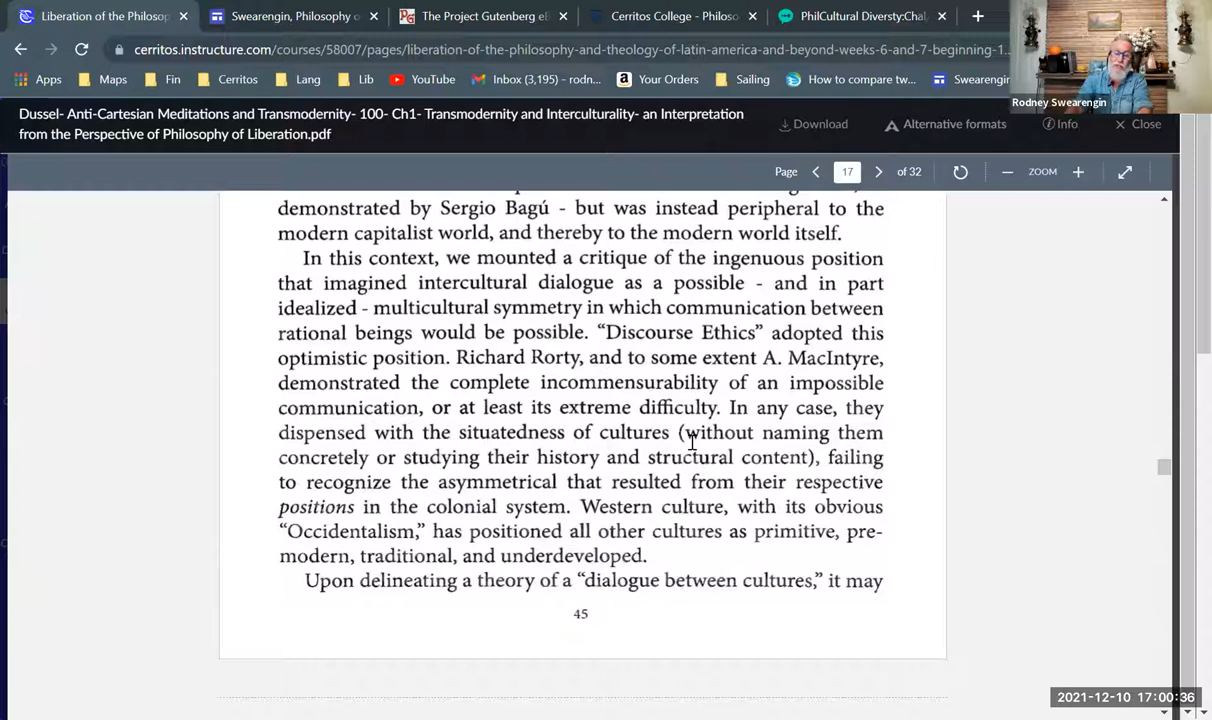 Liberation of the Philosop
Swearengin, Philosophy o
The Project Gutenberg eB
Cerritos College - Philoso
PhilCultural Diversty:Chal
cerritos.instructure.com/courses/58007/pages/liberation-of-the-philosophy-and-theology-of-latin-america-and-beyond-weeks-6-and-7-beginning-1...
Apps
Maps
Fin
Cerritos
Lang
Lib
YouTube
Inbox (3,195) - rodn...
Your Orders
Sailing
How to compare tw...
Swearengin
Rodney Swearengin
Dussel- Anti-Cartesian Meditations and Transmodernity- 100- Ch1- Transmodernity and Interculturality- an Interpretation
from the Perspective of Philosophy of Liberation.pdf
Download
Alternative formats
Info
Close
Page
17
of 32
ZOOM
demonstrated by Sergio Bagú - but was instead peripheral to the
modern capitalist world, and thereby to the modern world itself.
In this context, we mounted a critique of the ingenuous position
that imagined intercultural dialogue as a possible - and in part
idealized - multicultural symmetry in which communication between
rational beings would be possible. “Discourse Ethics” adopted this
optimistic position. Richard Rorty, and to some extent A. MacIntyre,
demonstrated the complete incommensurability of an impossible
communication, or at least its extreme difficulty. In any case, they
dispensed with the situatedness of cultures (without naming them
concretely or studying their history and structural content), failing
to recognize the asymmetrical that resulted from their respective
positions in the colonial system. Western culture, with its obvious
“Occidentalism,” has positioned all other cultures as primitive, pre-
modern, traditional, and underdeveloped.
Upon delineating a theory of a “dialogue between cultures,” it may
45
2021-12-10 17:00:36